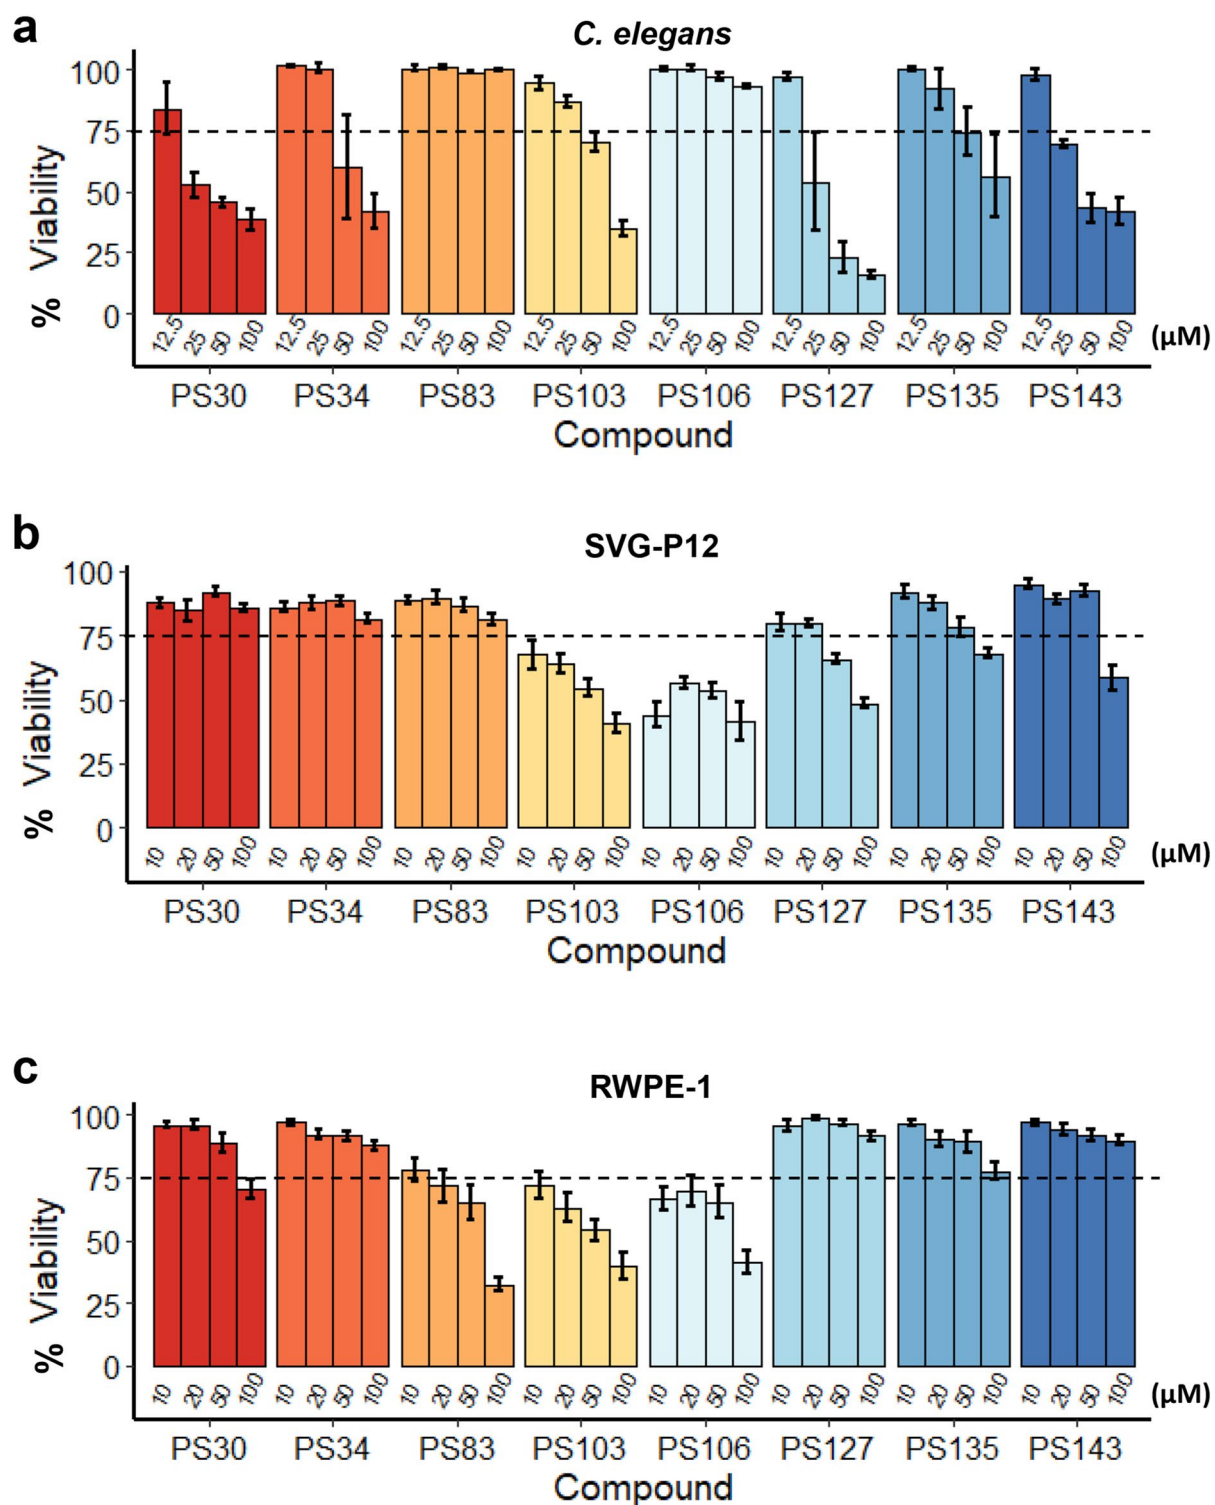 a
C. elegans
100
75
50
25
0
% Viability
12.5 25 50 100 12.5 25 50 100 12.5 25 50 100 12.5 25 50 100 12.5 25 50 100 12.5 25 50 100 12.5 25 50 100 12.5 25 50 100 (µM)
PS30 PS34 PS83 PS103 PS106 PS127 PS135 PS143
Compound
b
SVG-P12
100
75
50
25
0
% Viability
10 20 50 100 10 20 50 100 10 20 50 100 10 20 50 100 10 20 50 100 10 20 50 100 10 20 50 100 10 20 50 100 (µM)
PS30 PS34 PS83 PS103 PS106 PS127 PS135 PS143
Compound
c
RWPE-1
100
75
50
25
0
% Viability
10 20 50 100 10 20 50 100 10 20 50 100 10 20 50 100 10 20 50 100 10 20 50 100 10 20 50 100 10 20 50 100 (µM)
PS30 PS34 PS83 PS103 PS106 PS127 PS135 PS143
Compound